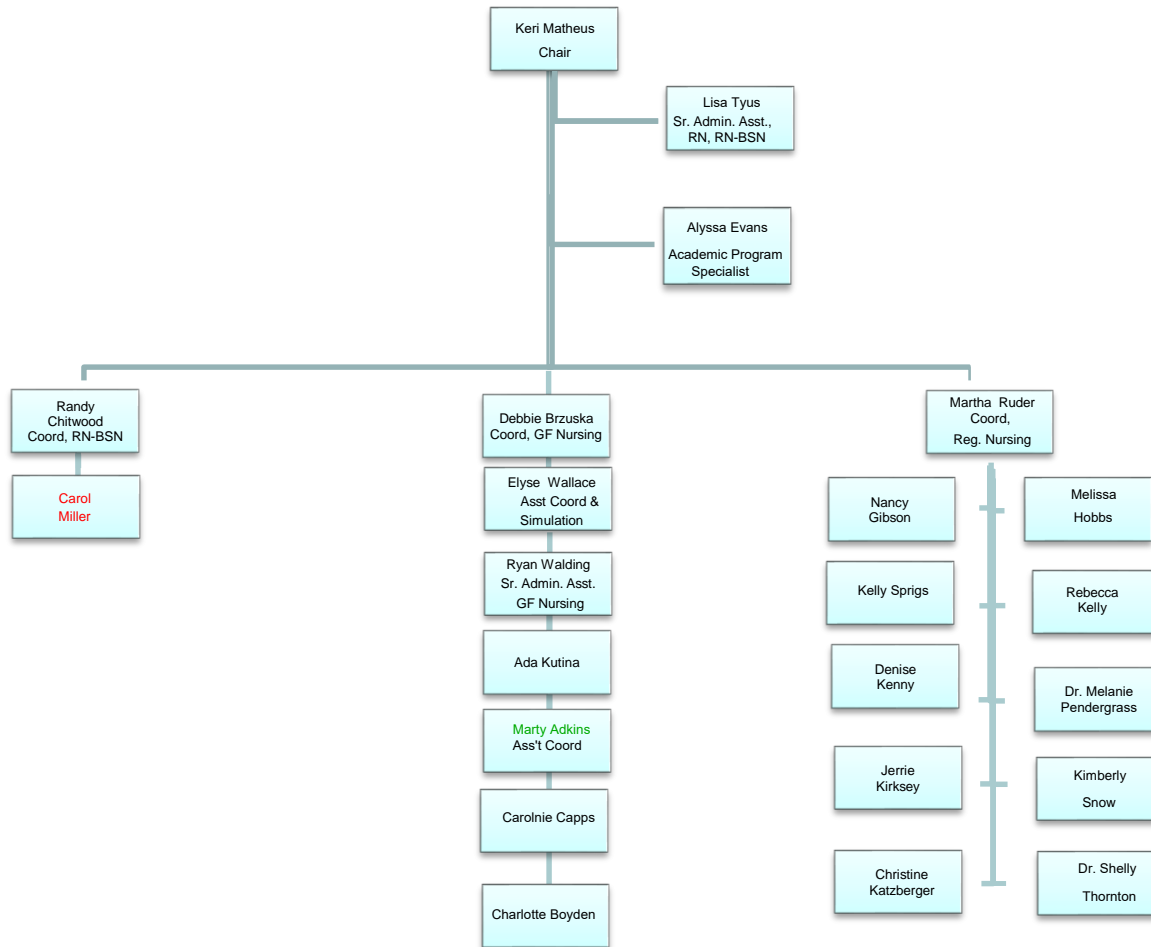 Keri Matheus
Chair
Lisa Tyus
Sr. Admin. Asst.,
RN, RN-BSN
Alyssa Evans
Academic Program
Specialist
Randy
Chitwood
Coord, RN-BSN
Carol
Miller
Debbie Brzuska
Coord, GF Nursing
Elyse Wallace
Asst Coord &
Simulation
Ryan Walding
Sr. Admin. Asst.
GF Nursing
Ada Kutina
Marty Adkins
Ass't Coord
Carolnie Capps
Charlotte Boyden
Martha Ruder
Coord,
Reg. Nursing
Nancy
Gibson
Melissa
Hobbs
Kelly Sprigs
Rebecca
Kelly
Denise
Kenny
Dr. Melanie
Pendergrass
Jerrie
Kirksey
Kimberly
Snow
Christine
Katzberger
Dr. Shelly
Thornton